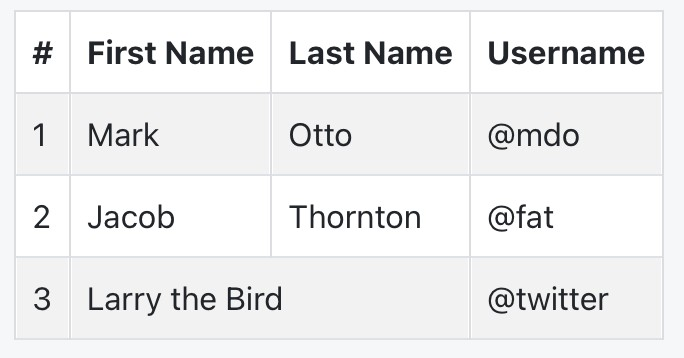 # First Name Last Name Username
1 Mark Otto @mdo
2 Jacob Thornton @fat
3 Larry the Bird @twitter